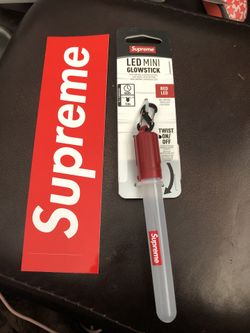 Supreme
Supreme
LED MINI
GLOWSTICK
RED
LED
TWIST
ON/
OFF
Supreme